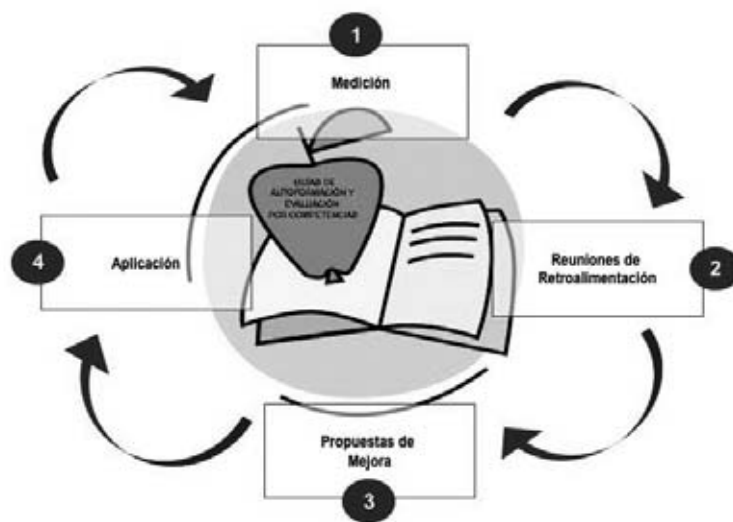 1
Medición
GUÍAS DE
AUTOFORMACIÓN Y
EVALUACIÓN
POR COMPETENCIAS
4
Aplicación
Reuniones de
Retroalimentación
2
Propuestas de
Mejora
3